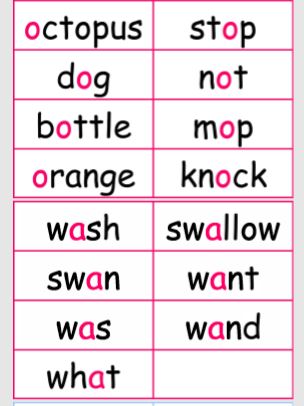 octopus stop
dog not
bottle mop
orange knock
wash swallow
swan want
was wand
what